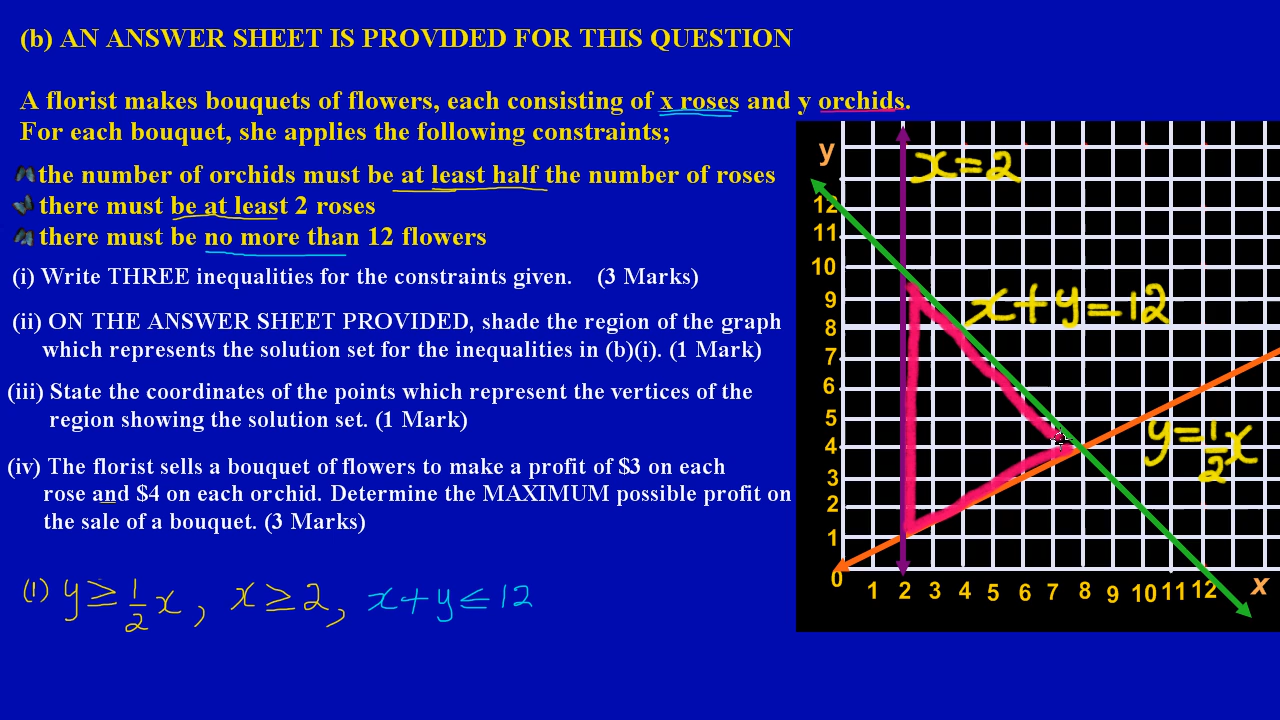 (b) AN ANSWER SHEET IS PROVIDED FOR THIS QUESTION
A florist makes bouquets of flowers, each consisting of x roses and y orchids.
For each bouquet, she applies the following constraints;
the number of orchids must be at least half the number of roses
there must be at least 2 roses
there must be no more than 12 flowers
(i) Write THREE inequalities for the constraints given. (3 Marks)
(ii) ON THE ANSWER SHEET PROVIDED, shade the region of the graph
which represents the solution set for the inequalities in (b)(i). (1 Mark)
(iii) State the coordinates of the points which represent the vertices of the
region showing the solution set. (1 Mark)
(iv) The florist sells a bouquet of flowers to make a profit of $3 on each
rose and $4 on each orchid. Determine the MAXIMUM possible profit on
the sale of a bouquet. (3 Marks)
(1) y ≥ 1/2 x, x ≥ 2, x + y ≤ 12
y
x = 2
12
11
10
9
x + y = 12
8
7
6
5
y = 1/2 x
4
3
2
1
0
1 2 3 4 5 6 7 8 9 10 11 12
x